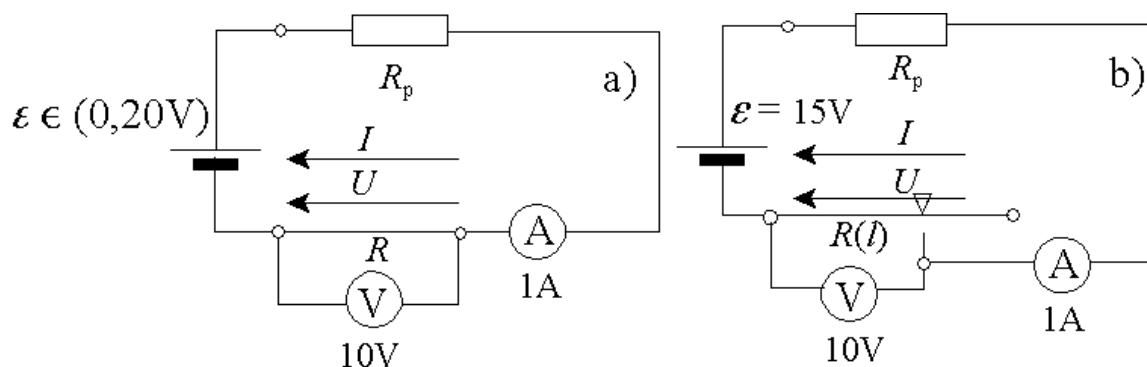 R_p
a)
ε ϵ (0,20V)
I
U
R
A
1A
V
10V
R_p
b)
ε = 15V
I
U
R(l)
A
1A
V
10V